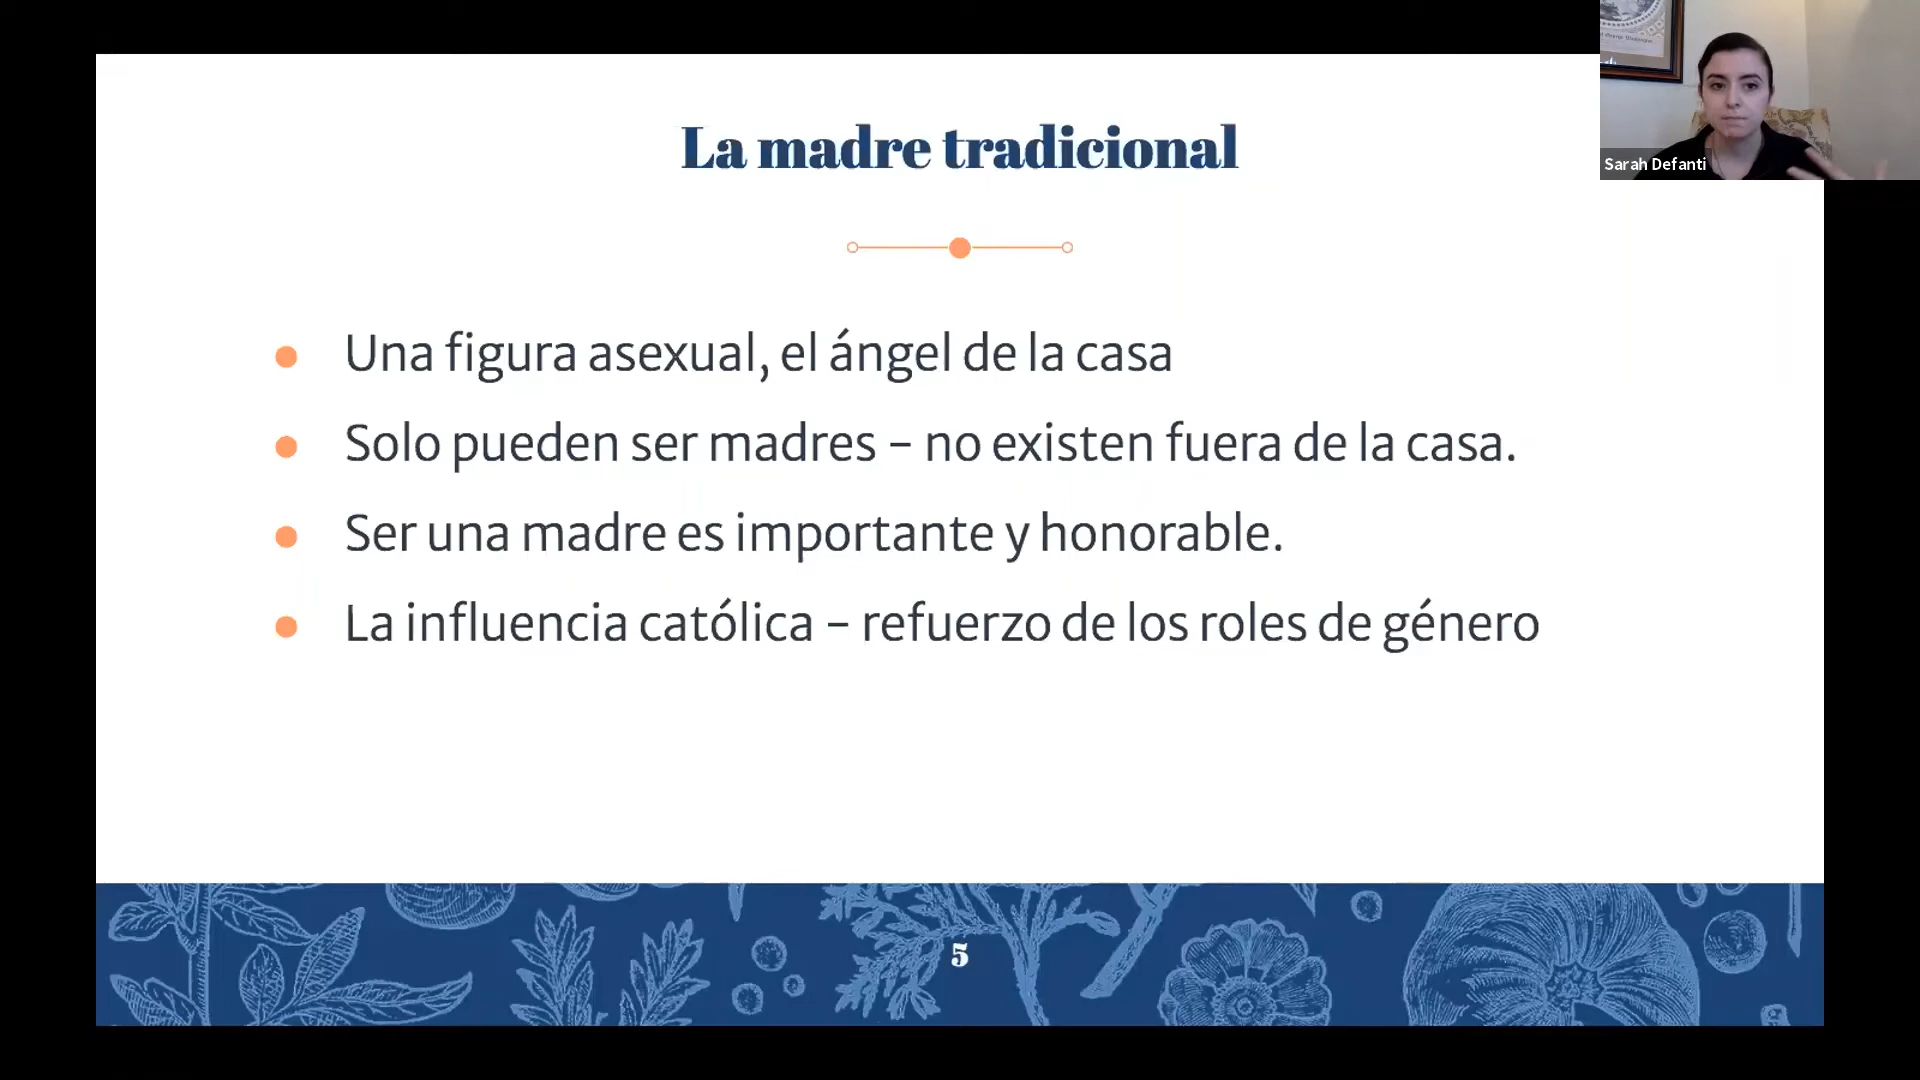 La madre tradicional
Sarah Defanti
Una figura asexual, el ángel de la casa
Solo pueden ser madres – no existen fuera de la casa.
Ser una madre es importante y honorable.
La influencia católica – refuerzo de los roles de género
5